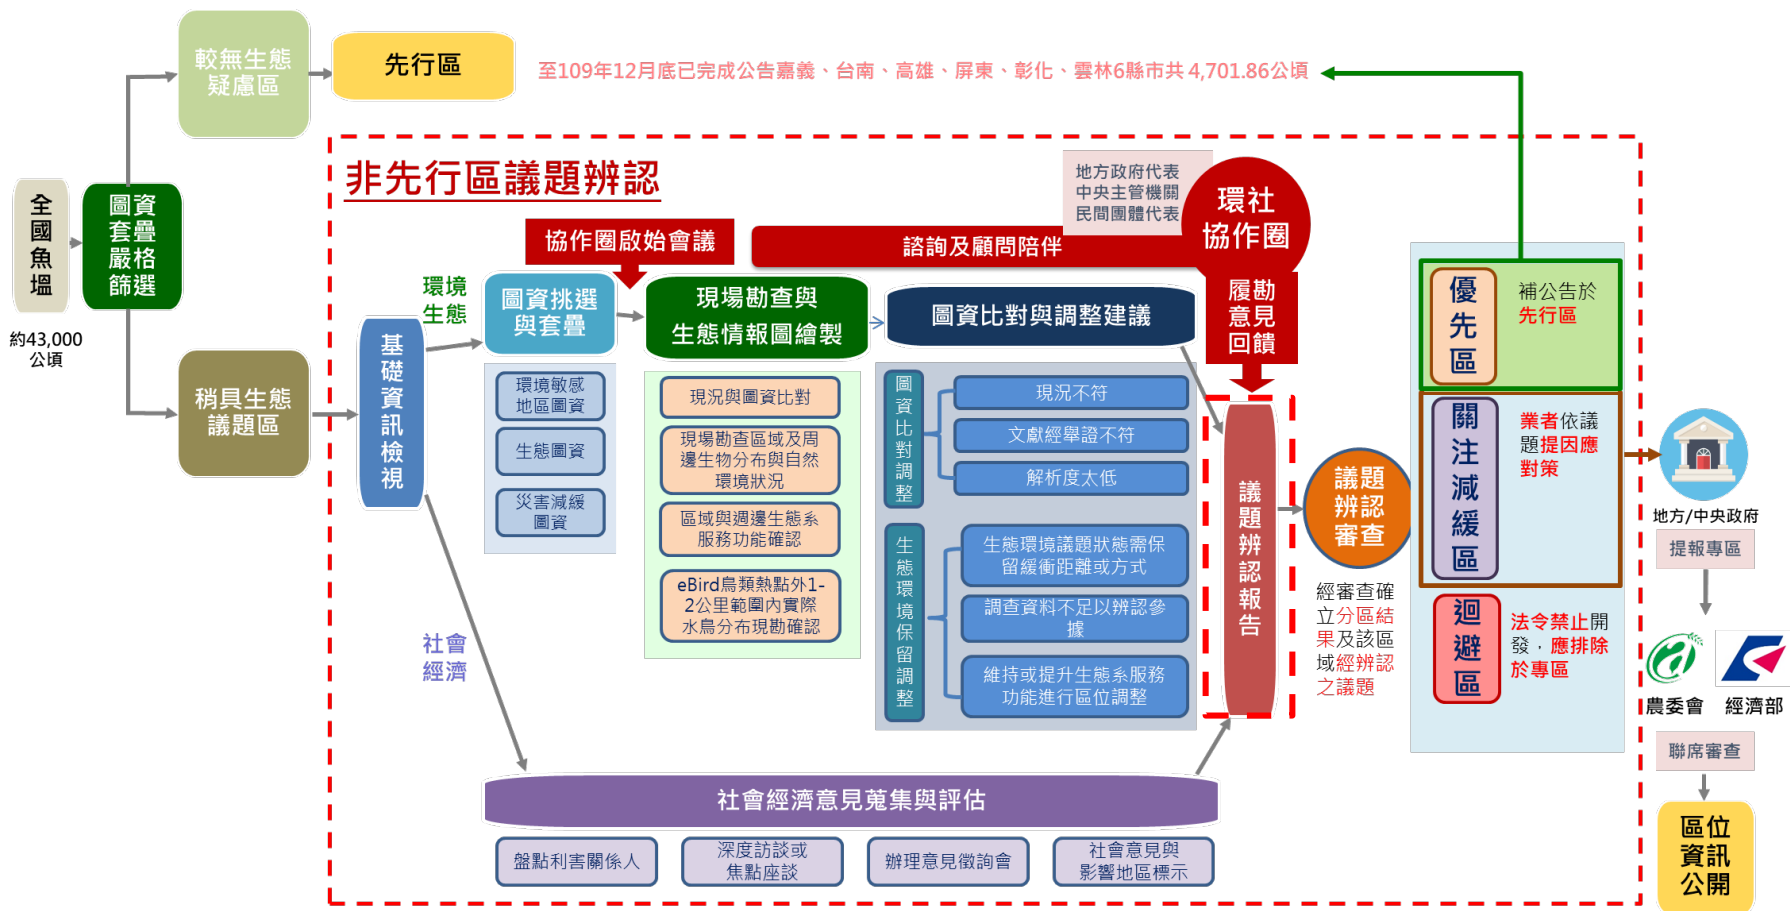 全
國
魚
塭
約43,000
公頃
圖資
套疊
嚴格
篩選
較無生態
疑慮區
先行區
至109年12月底已完成公告嘉義、台南、高雄、屏東、彰化、雲林6縣市共 4,701.86公頃
稍具生態
議題區
非先行區議題辨認
基
礎
資
訊
檢
視
環境
生態
社會
經濟
協作圈啟始會議
諮詢及顧問陪伴
地方政府代表
中央主管機關
民間團體代表
環社
協作圈
履勘
意見
回饋
圖資挑選
與套疊
環境敏感
地區圖資
生態圖資
災害減緩
圖資
現場勘查與
生態情報圖繪製
現況與圖資比對
現場勘查區域及周
邊生物分布與自然
環境狀況
區域與週邊生態系
服務功能確認
eBird鳥類熱點外1-
2公里範圍內實際
水鳥分布現勘確認
圖資比對與調整建議
圖
資
比
對
調
整
現況不符
文獻經舉證不符
解析度太低
生
態
環
境
保
留
調
整
生態環境議題狀態需保
留緩衝距離或方式
調查資料不足以辨認參
據
維持或提升生態系服務
功能進行區位調整
社會經濟意見蒐集與評估
盤點利害關係人
深度訪談或
焦點座談
辦理意見徵詢會
社會意見與
影響地區標示
議
題
辨
認
報
告
議題
辨認
審查
經審查確
立分區結
果及該區
域經辨認
之議題
優
先
區
補公告於
先行區
關
注
減
緩
區
業者依議
題提因應
對策
迴
避
區
法令禁止開
發，應排除
於專區
地方/中央政府
提報專區
農委會
經濟部
聯席審查
區位
資訊
公開